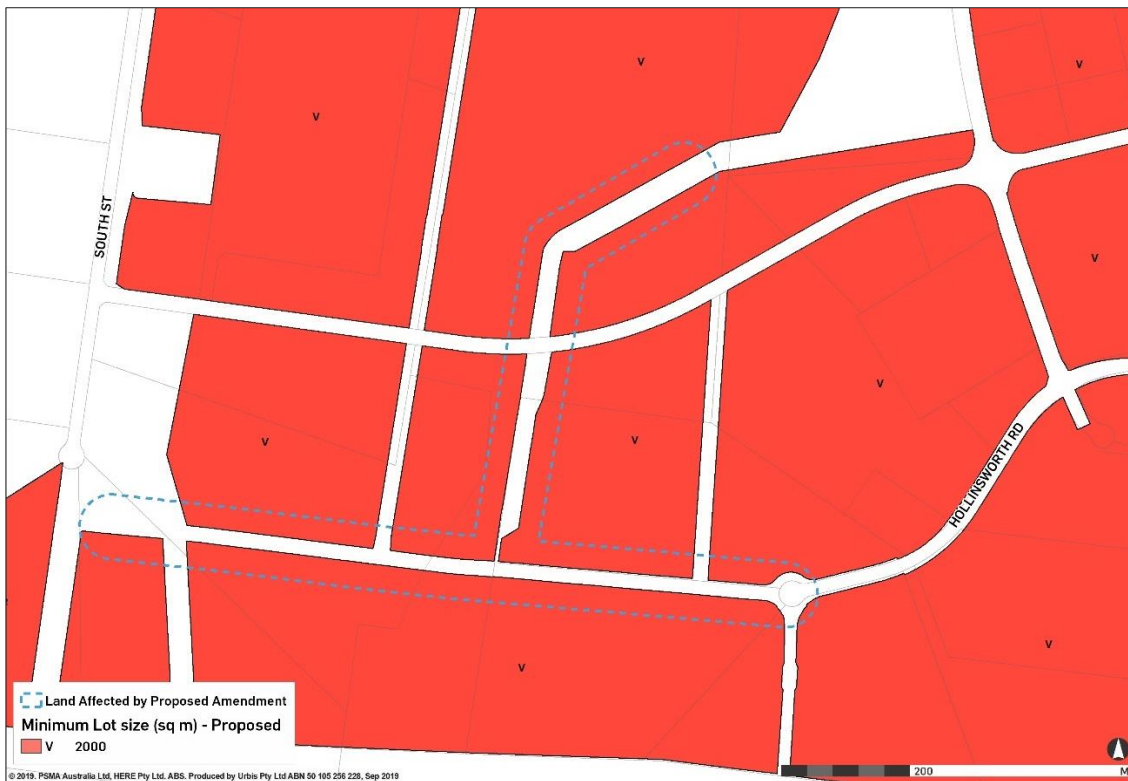 V
V
V
SOUTH ST
V
V
V
V
HOLLINSWORTH RD
V
V
Land Affected by Proposed Amendment
Minimum Lot size (sq m) - Proposed
V 2000
200
M
© 2019. PSMA Australia Ltd, HERE Pty Ltd. ABS. Produced by Urbis Pty Ltd ABN 50 105 256 228, Sep 2019